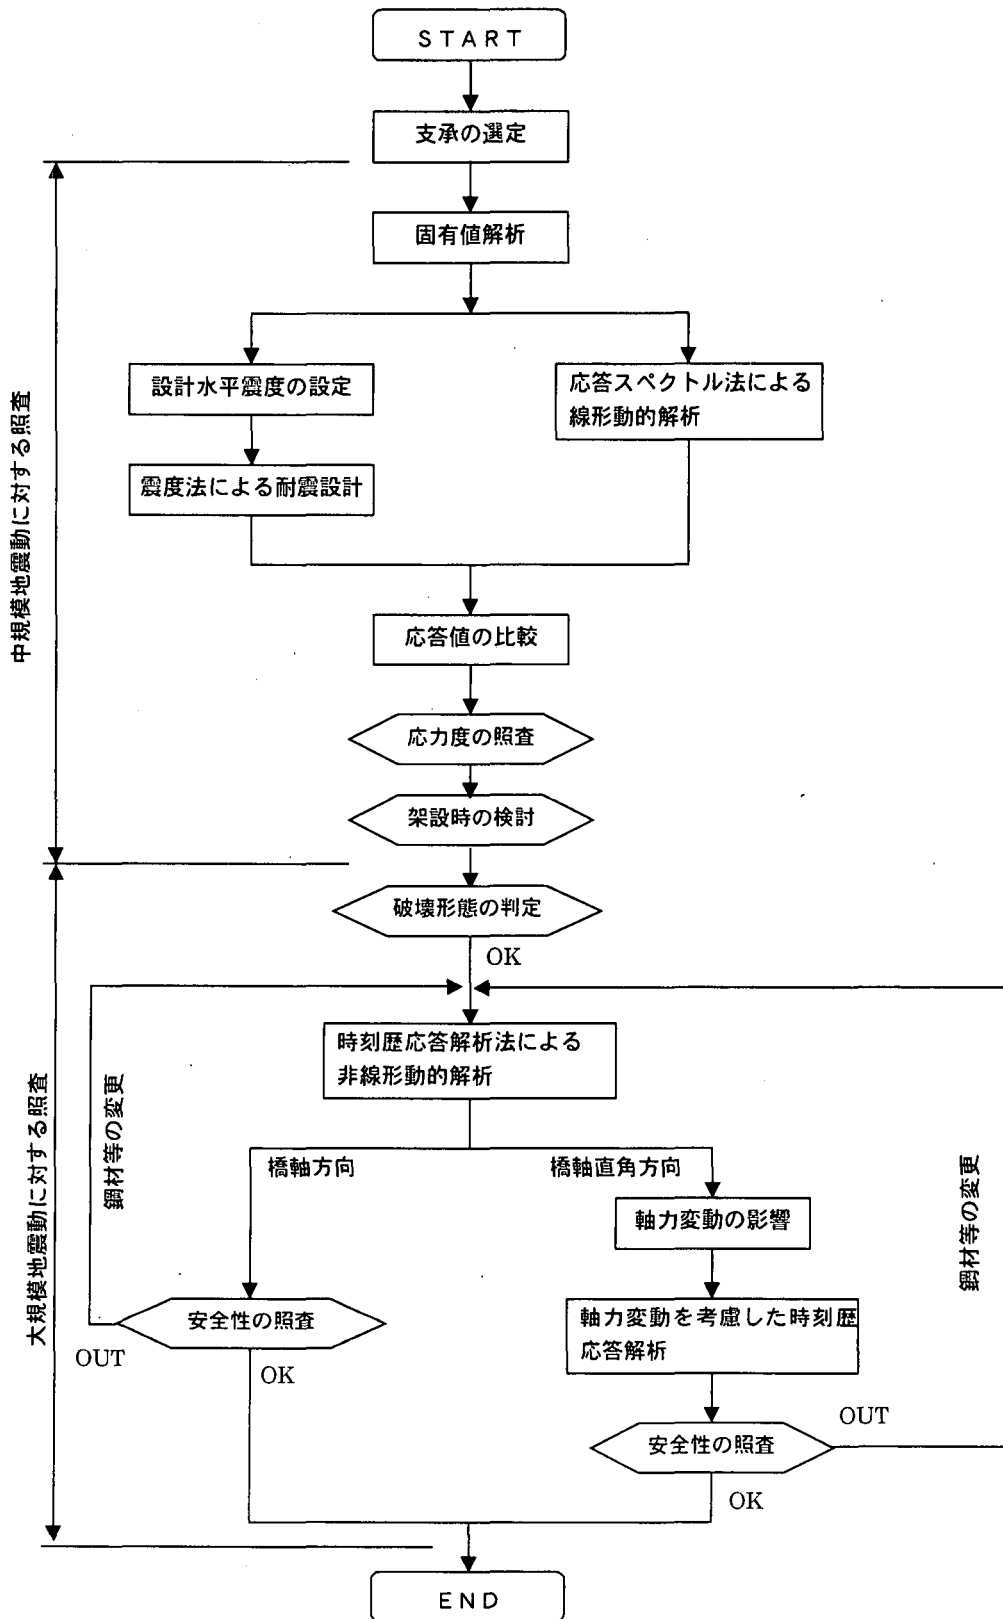 START
支承の選定
固有値解析
設計水平震度の設定
応答スペクトル法による
線形動的解析
震度法による耐震設計
中規模地震動に対する照査
応答値の比較
応力度の照査
架設時の検討
破壊形態の判定
OK
時刻歴応答解析法による
非線形動的解析
鋼材等の変更
大規模地震動に対する照査
橋軸方向
橋軸直角方向
鋼材等の変更
軸力変動の影響
安全性の照査
軸力変動を考慮した時刻歴
応答解析
OUT
OK
OUT
安全性の照査
OK
END